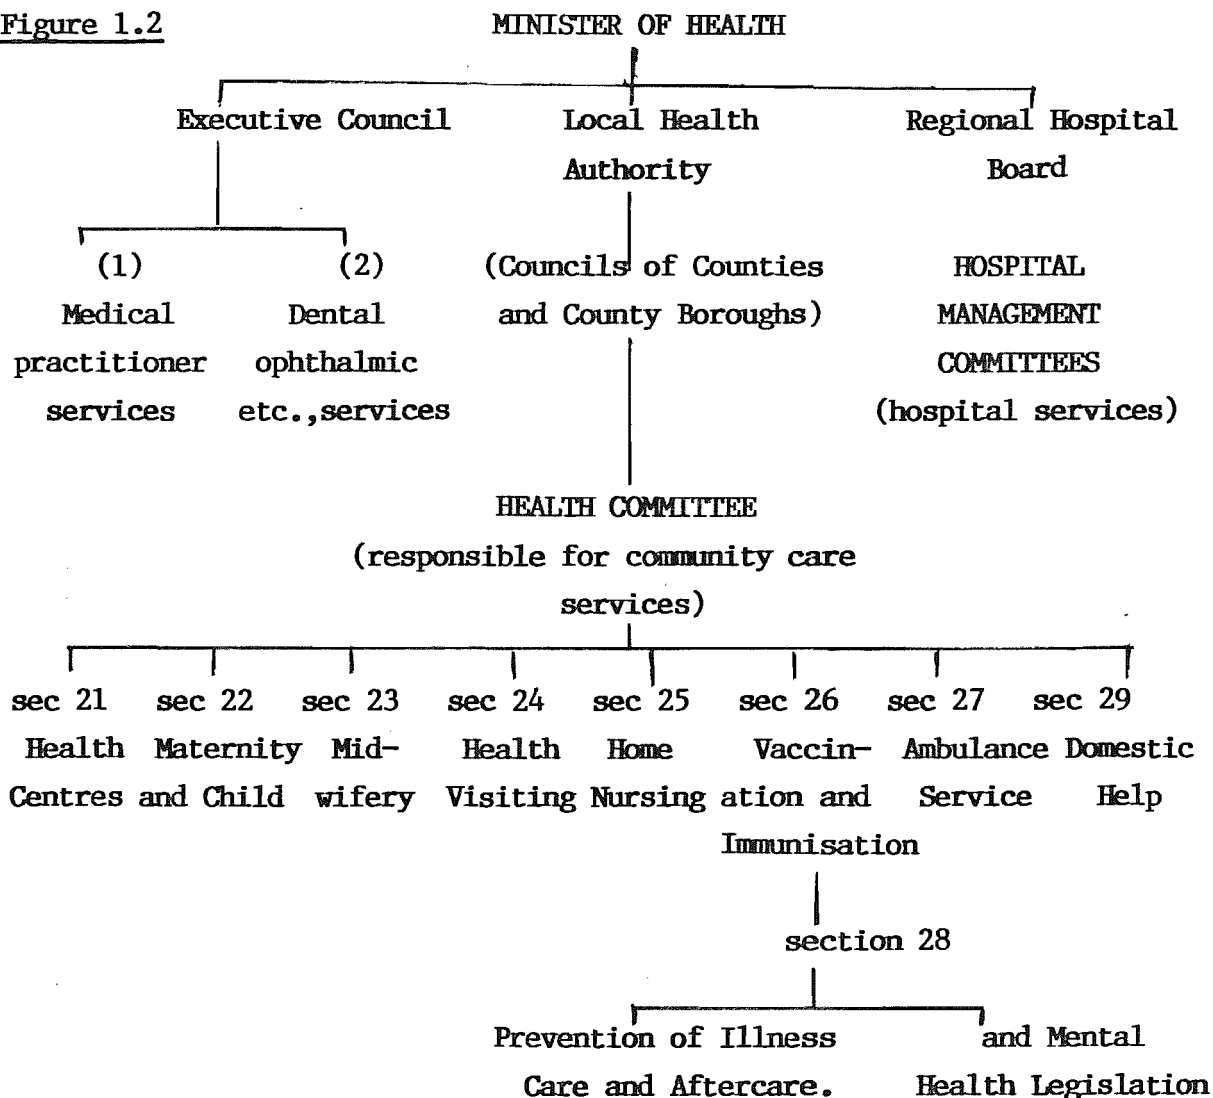 Figure 1.2
MINISTER OF HEALTH
Executive Council
Local Health
Authority
Regional Hospital
Board
(1)
Medical
practitioner
services
(2)
Dental
ophthalmic
etc.,services
(Councils of Counties
and County Boroughs)
HOSPITAL
MANAGEMENT
COMMITTEES
(hospital services)
HEALTH COMMITTEE
(responsible for community care
services)
sec 21
Health
Centres
sec 22
Maternity
and Child
sec 23
Mid-
wifery
sec 24
Health
Visiting
sec 25
Home
Nursing
sec 26
Vaccin-
ation and
Immunisation
sec 27
Ambulance
Service
sec 29
Domestic
Help
section 28
Prevention of Illness
Care and Aftercare.
and Mental
Health Legislation